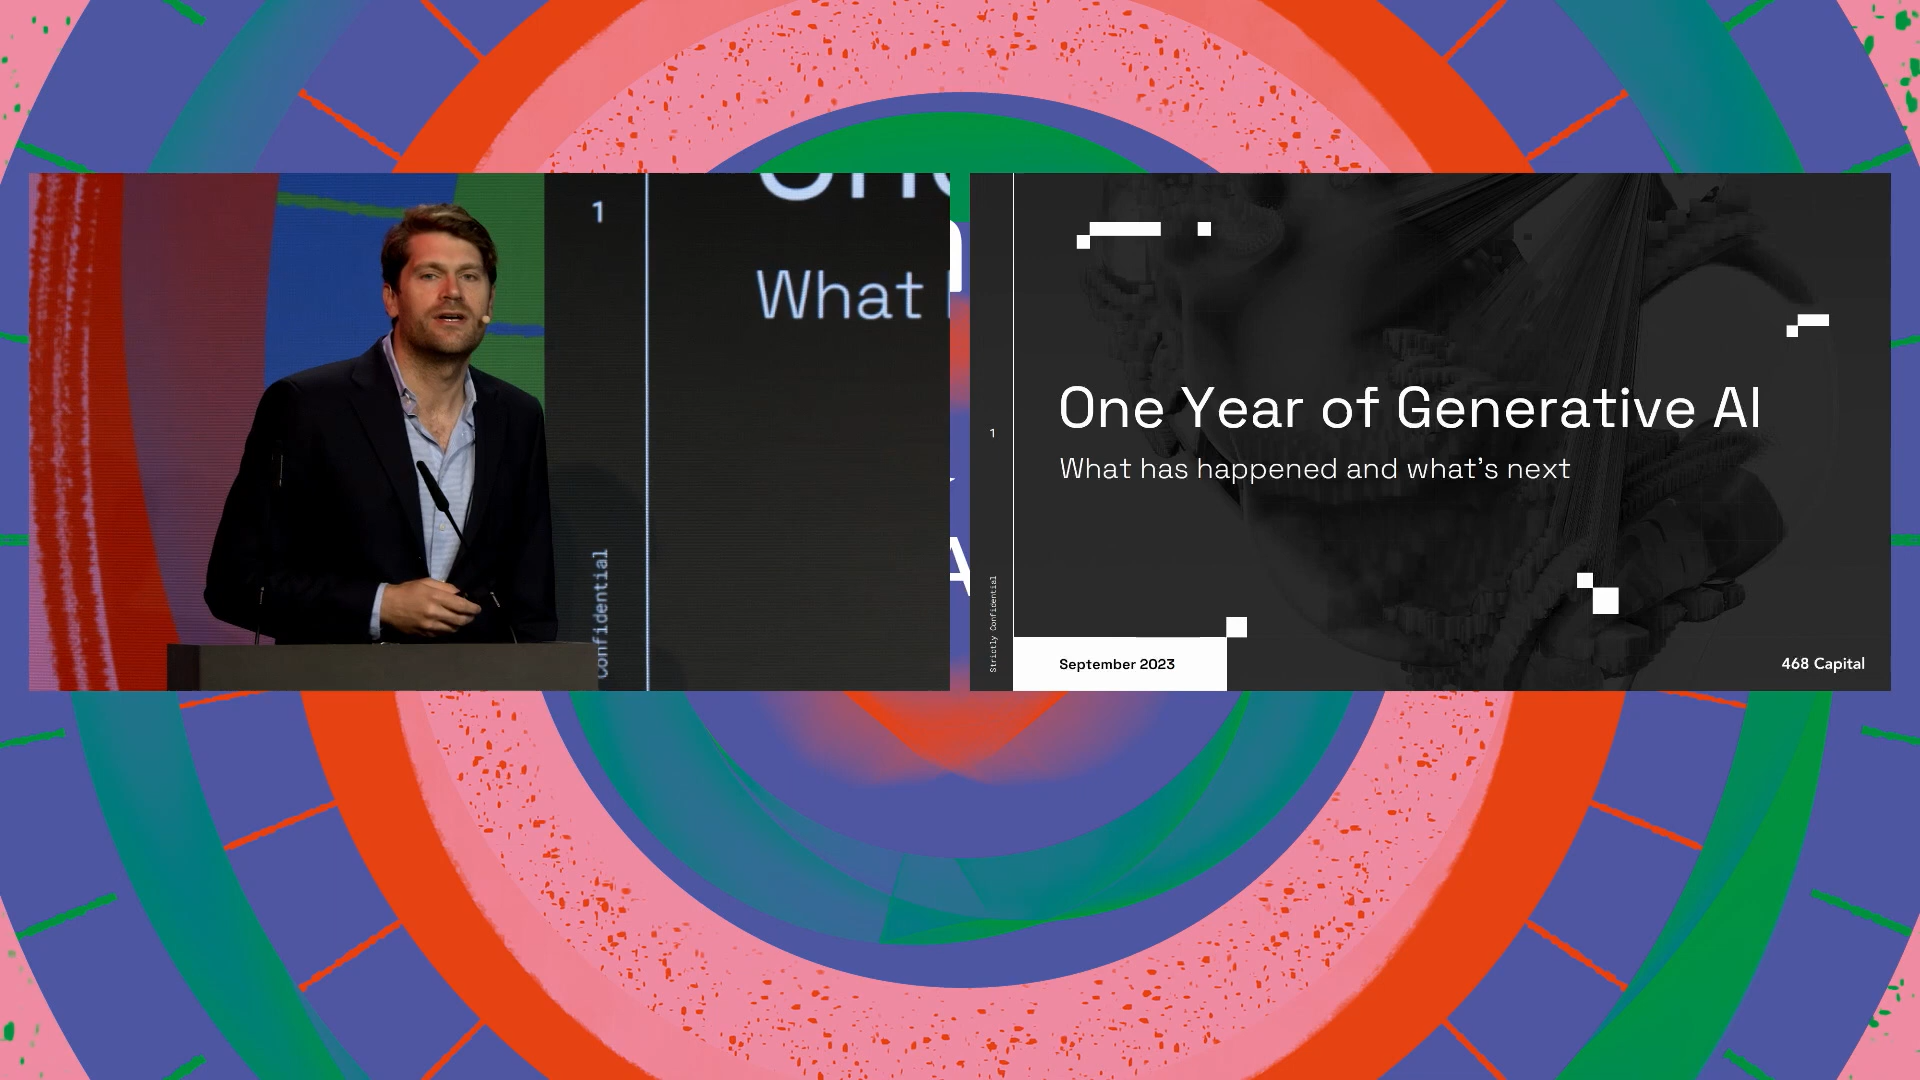 1
What
Confidential
1
One Year of Generative AI
What has happened and what's next
Strictly Confidential
September 2023
468 Capital